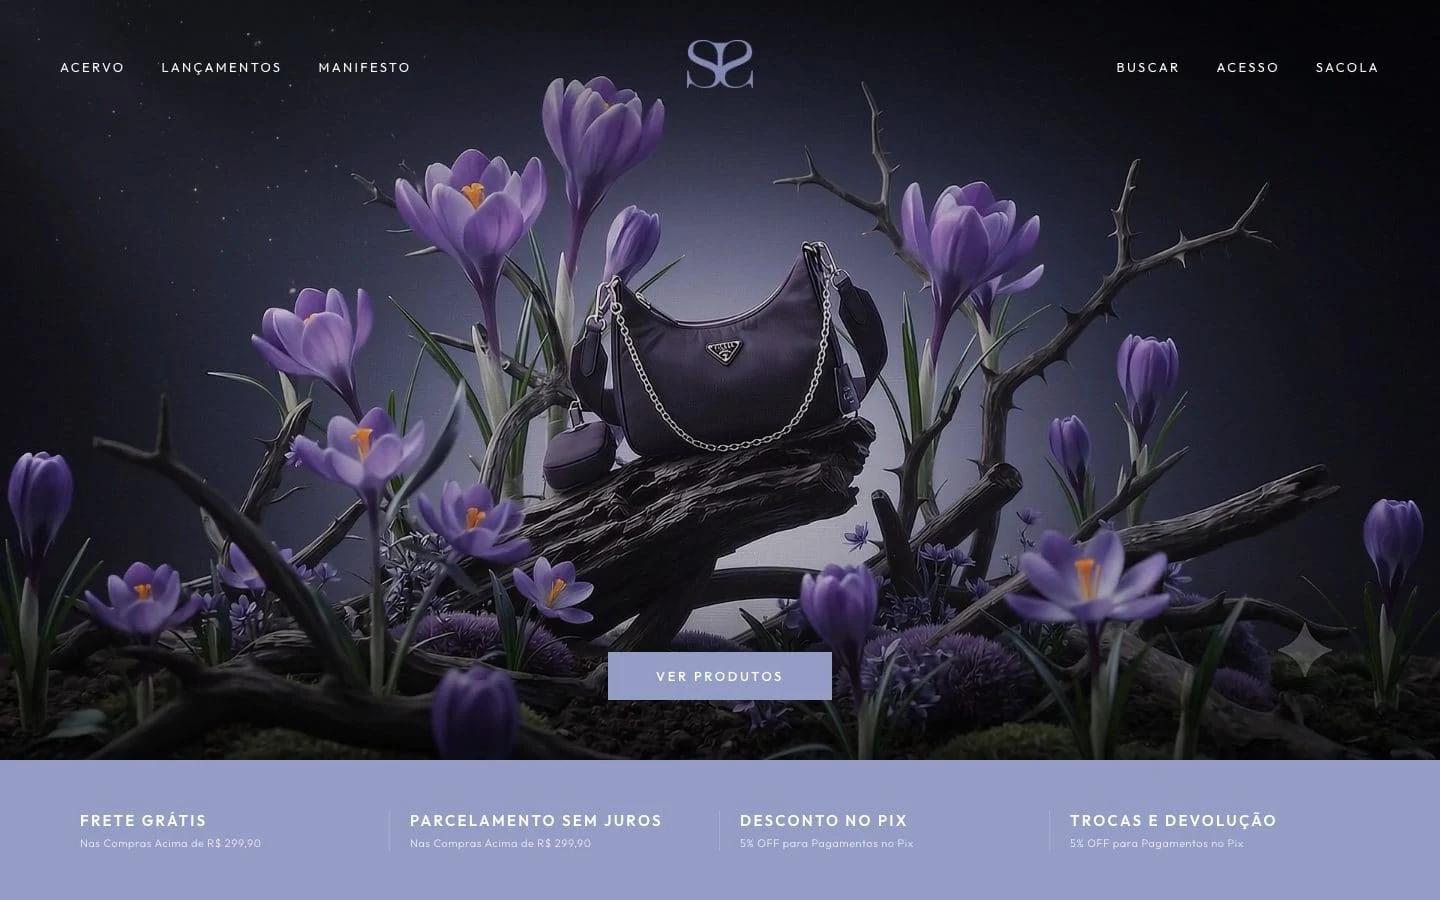 ACERVO LANÇAMENTOS MANIFESTO
BUSCAR ACESSO SACOLA
VER PRODUTOS
FRETE GRÁTIS
Nas Compras Acima de R$ 299,90
PARCELAMENTO SEM JUROS
Nas Compras Acima de R$ 299,90
DESCONTO NO PIX
5% OFF para Pagamentos no Pix
TROCAS E DEVOLUÇÃO
5% OFF para Pagamentos no Pix